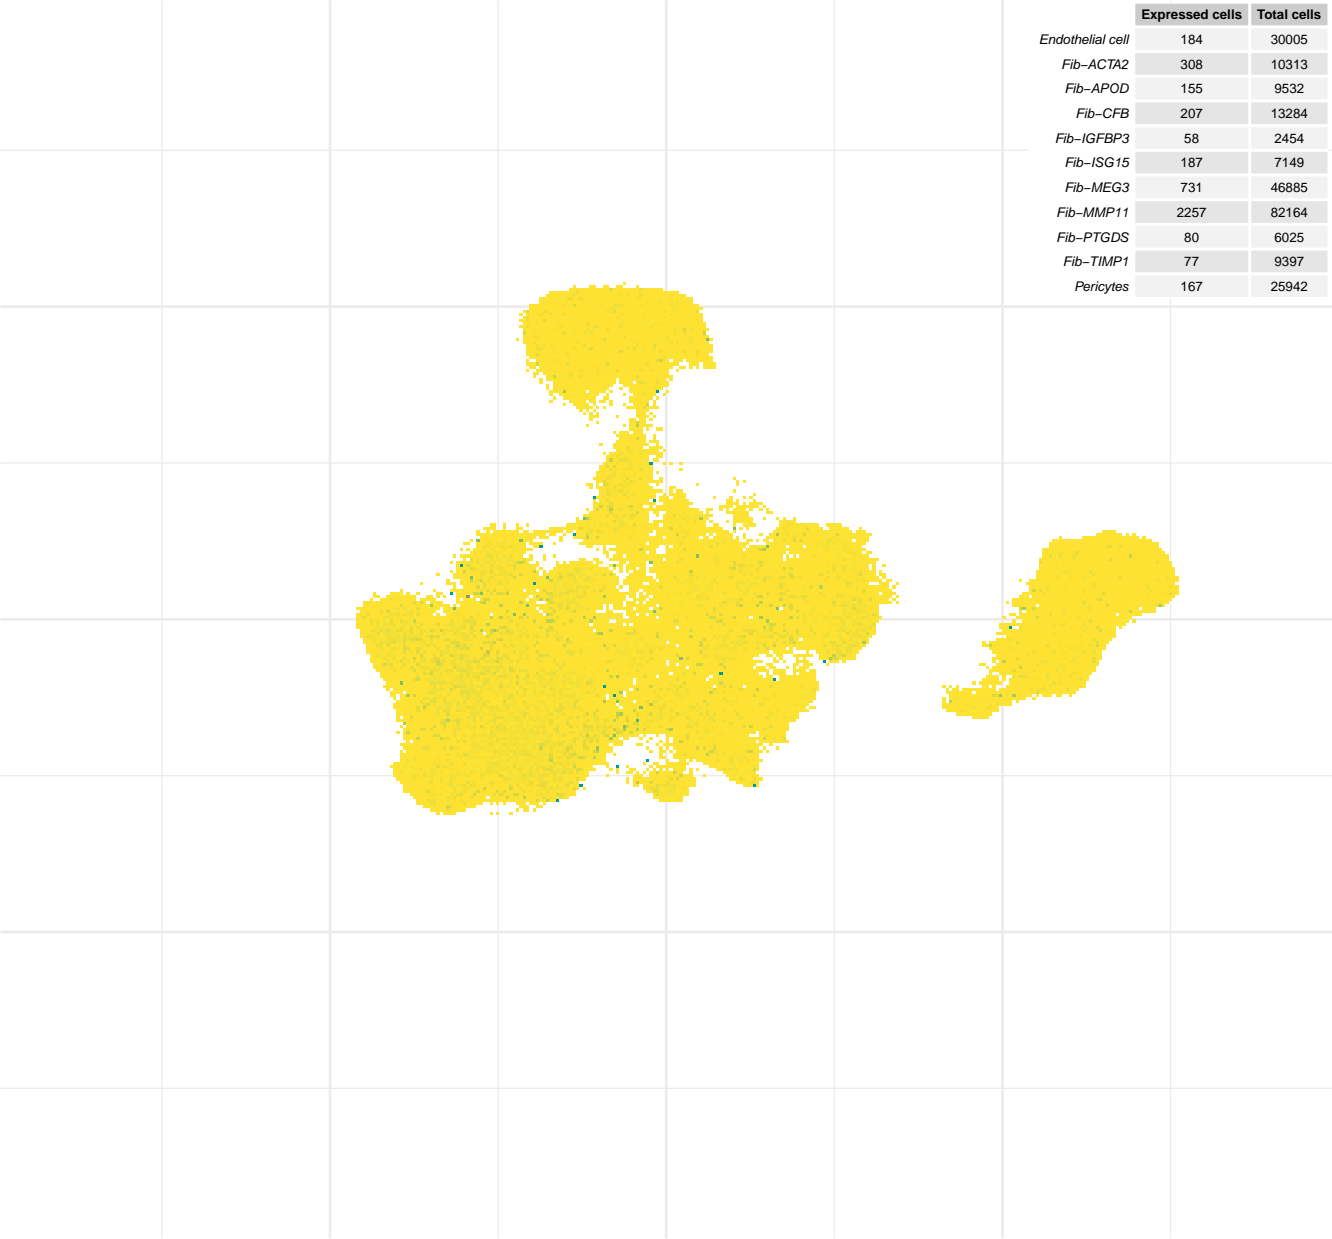 Expressed cells Total cells
Endothelial cell 184 30005
Fib−ACTA2 308 10313
Fib−APOD 155 9532
Fib−CFB 207 13284
Fib−IGFBP3 58 2454
Fib−ISG15 187 7149
Fib−MEG3 731 46885
Fib−MMP11 2257 82164
Fib−PTGDS 80 6025
Fib−TIMP1 77 9397
Pericytes 167 25942